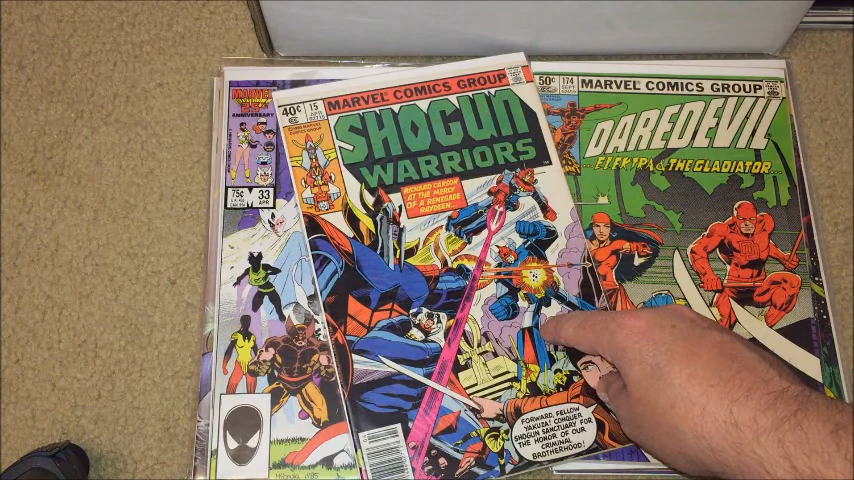 MARVEL
25TH
ANNIVERSARY
75¢
33
APR
40¢
15
APR
MARVEL COMICS GROUP
SHOGUN
WARRIORS
RICHARD CARSON
AT THE MERCY
OF A RENEGADE
RAYDEEN...
FORWARD, FELLOW
YAKUZA! CONQUER
SHOGUN SANCTUARY FOR
THE HONOR OF OUR
CRIMINAL
BROTHERHOOD!
50¢
174
SEPT
MARVEL COMICS GROUP
DAREDEVIL
...ELEKTRA & THE GLADIATOR...